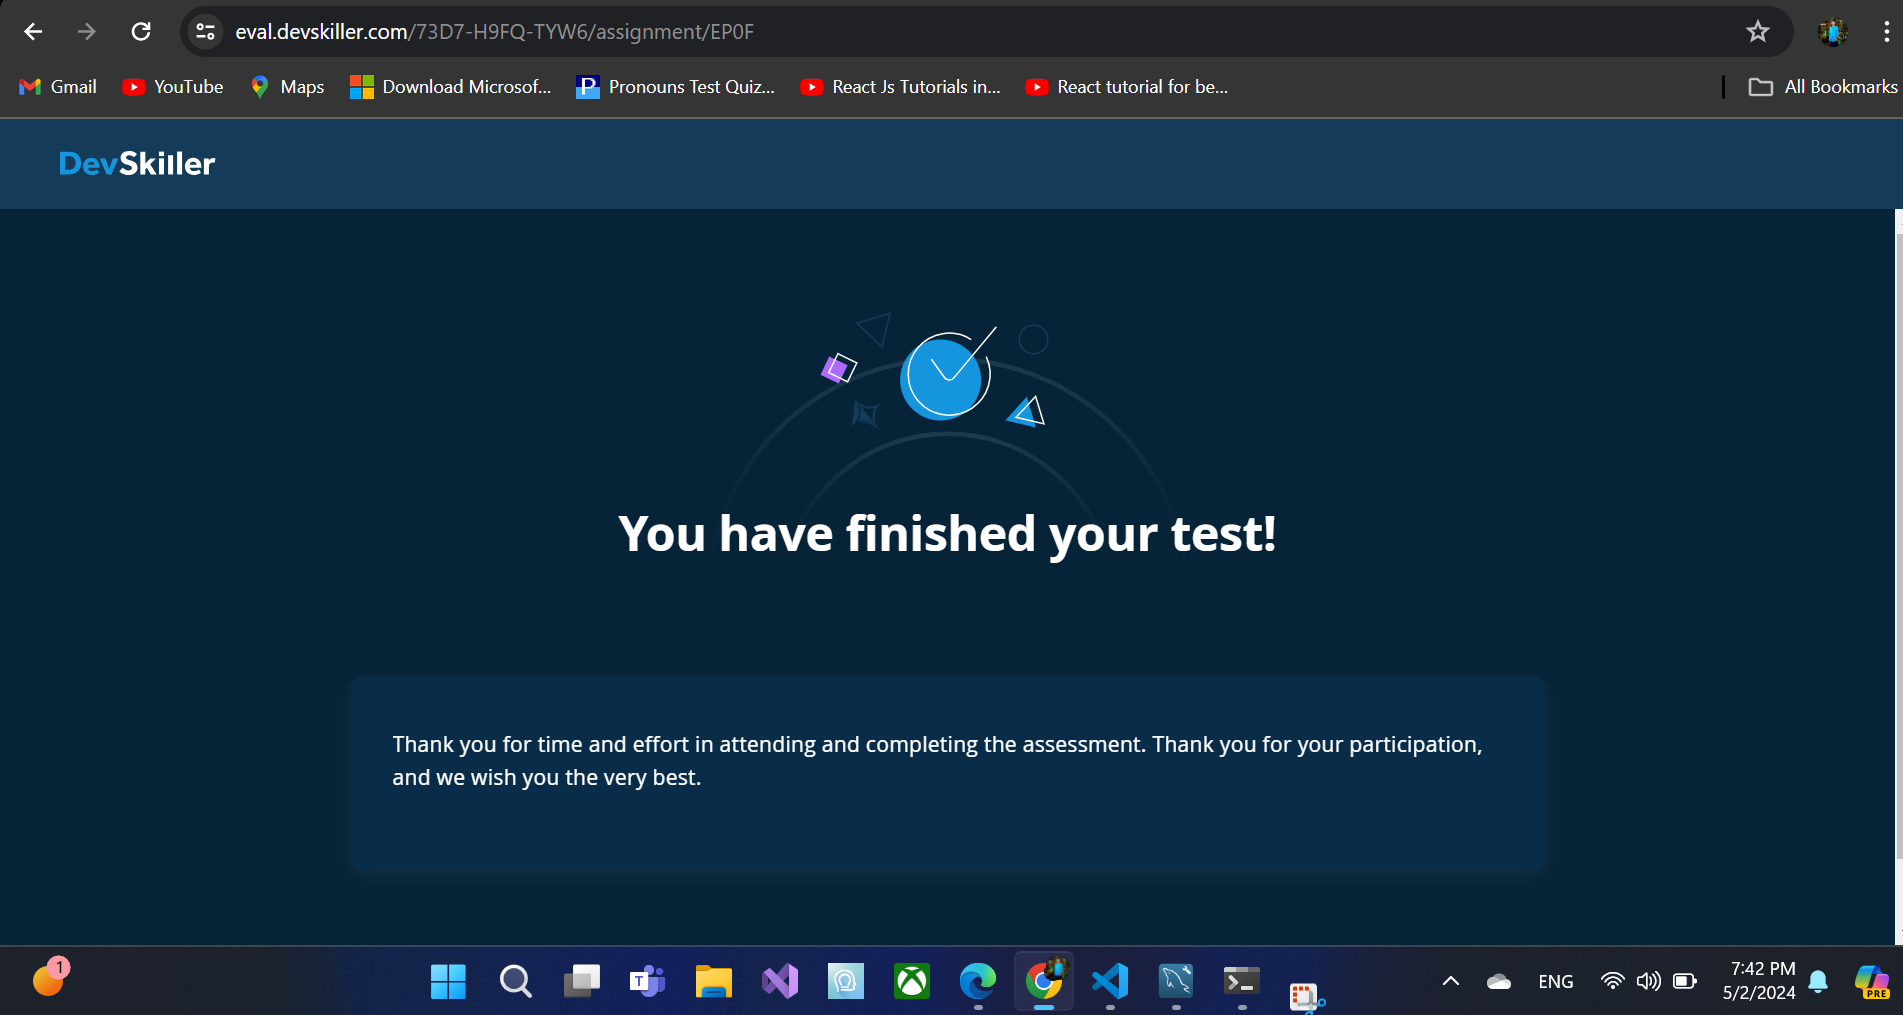 eval.devskiller.com/73D7-H9FQ-TYW6/assignment/EP0F
Gmail YouTube Maps Download Microsof... P Pronouns Test Quiz... React Js Tutorials in... React tutorial for be... All Bookmarks
DevSkiller
You have finished your test!
Thank you for time and effort in attending and completing the assessment. Thank you for your participation,
and we wish you the very best.
1
T
ENG
7:42 PM
5/2/2024
PRE